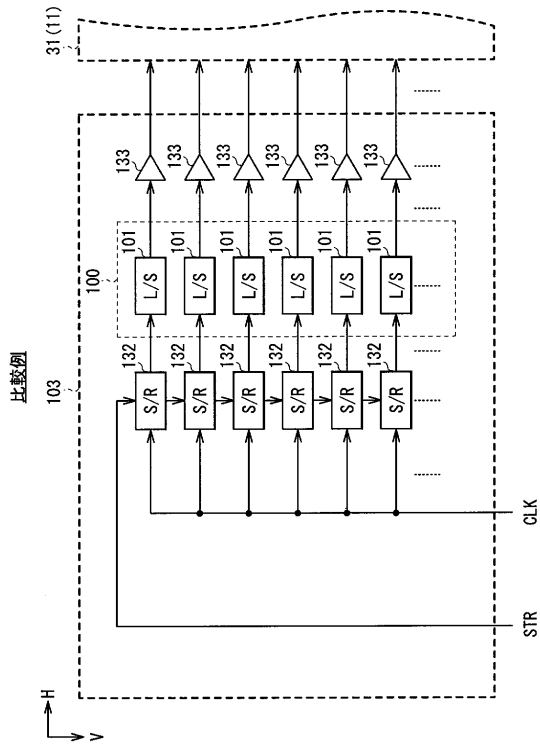 比較例
H
V
103
100
31(11)
132 132 132 132 132 132
S/R S/R S/R S/R S/R S/R
101 101 101 101 101 101
L/S L/S L/S L/S L/S L/S
133 133 133 133 133 133
STR
CLK